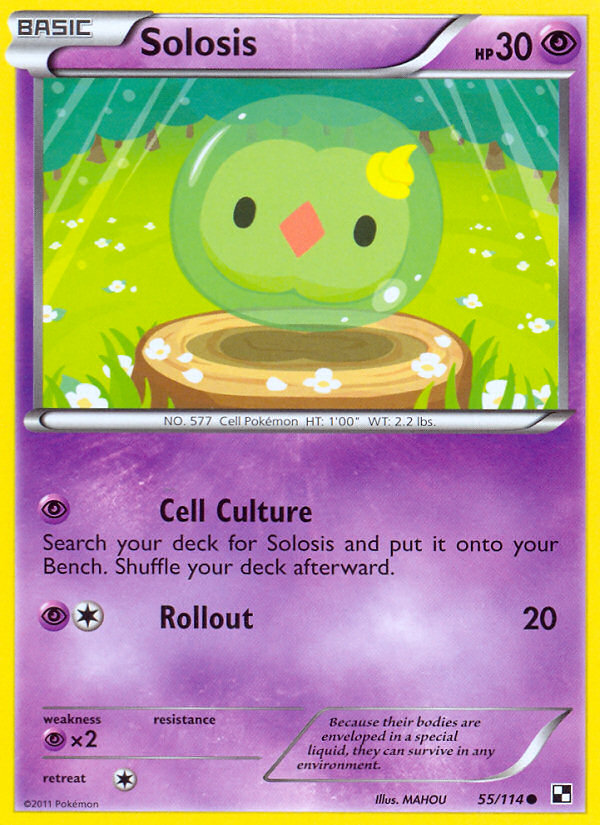 BASIC
Solosis
HP30
NO. 577 Cell Pokémon HT: 1'00" WT: 2.2 lbs.
Cell Culture
Search your deck for Solosis and put it onto your
Bench. Shuffle your deck afterward.
Rollout 20
weakness resistance
×2
retreat
Because their bodies are
enveloped in a special
liquid, they can survive in any
environment.
©2011 Pokémon
Illus. MAHOU 55/114